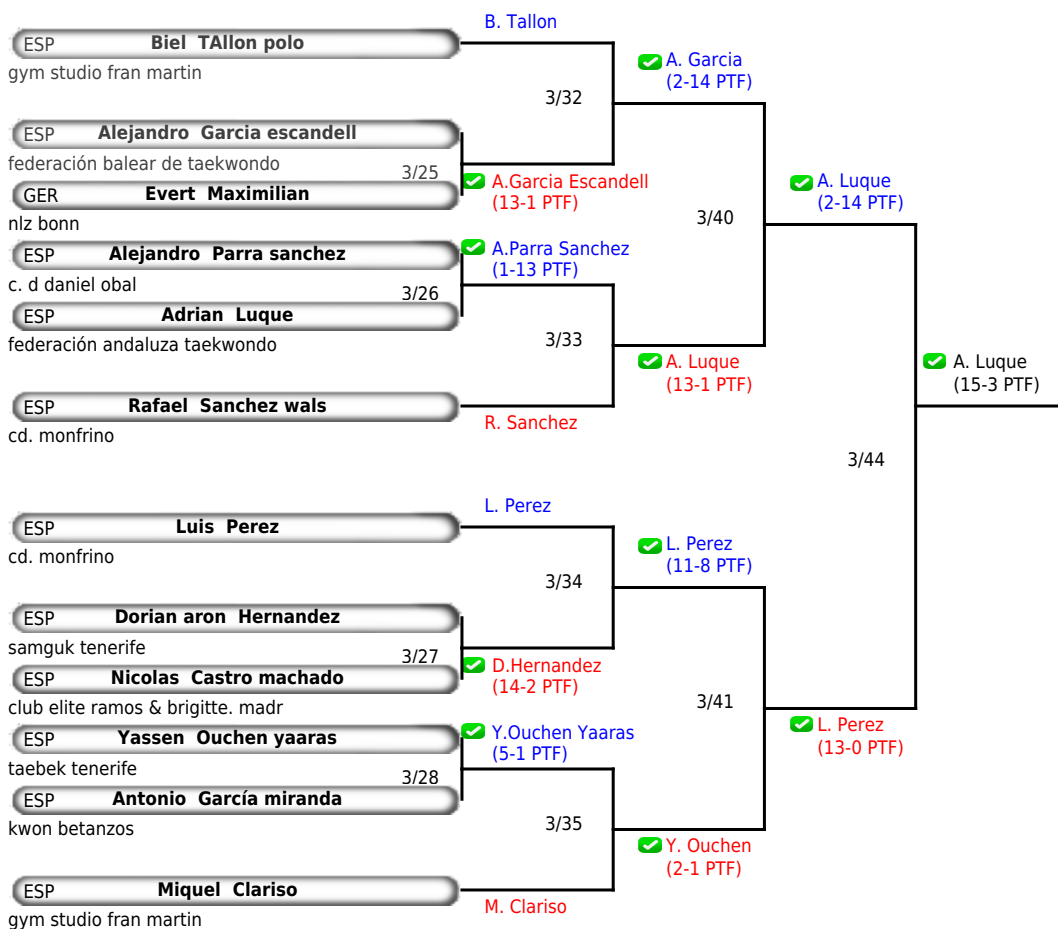 B. Tallon
ESP Biel TAllon polo
gym studio fran martin
A. Garcia
(2-14 PTF)
3/32
ESP Alejandro Garcia escandell
federación balear de taekwondo
3/25
A.Garcia Escandell
(13-1 PTF)
GER Evert Maximilian
nlz bonn
A. Luque
(2-14 PTF)
3/40
ESP Alejandro Parra sanchez
c. d daniel obal
A.Parra Sanchez
(1-13 PTF)
3/26
ESP Adrian Luque
federación andaluza taekwondo
3/33
A. Luque
(13-1 PTF)
A. Luque
(15-3 PTF)
ESP Rafael Sanchez wals
cd. monfrino
R. Sanchez
3/44
L. Perez
ESP Luis Perez
cd. monfrino
L. Perez
(11-8 PTF)
3/34
ESP Dorian aron Hernandez
samguk tenerife
3/27
D.Hernandez
(14-2 PTF)
ESP Nicolas Castro machado
club elite ramos & brigitte. madr
3/41
L. Perez
(13-0 PTF)
ESP Yassen Ouchen yaaras
taebek tenerife
Y.Ouchen Yaaras
(5-1 PTF)
3/28
ESP Antonio García miranda
kwon betanzos
3/35
Y. Ouchen
(2-1 PTF)
ESP Miquel Clariso
gym studio fran martin
M. Clariso